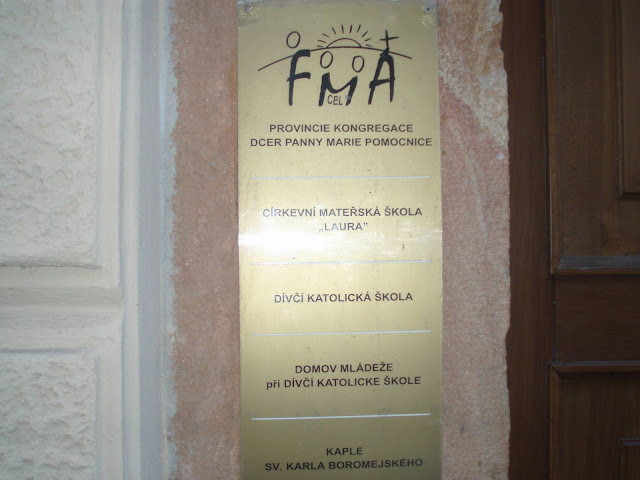 FMA
CEL
PROVINCIE KONGREGACE
DCER PANNY MARIE POMOCNICE
CÍRKEVNÍ MATEŘSKÁ ŠKOLA
„LAURA”
DÍVČÍ KATOLICKÁ ŠKOLA
DOMOV MLÁDEŽE
při DÍVČÍ KATOLICKE ŠKOLE
KAPLE
SV. KARLA BOROMEJSKÉHO